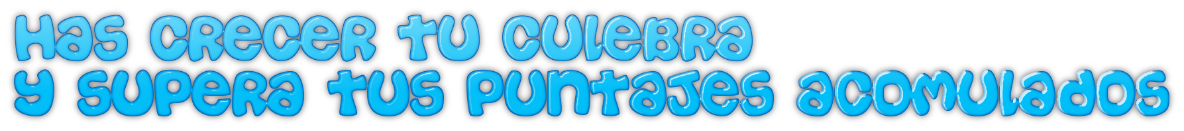 Has crecer tu culebra
y supera tus puntajes acomulados